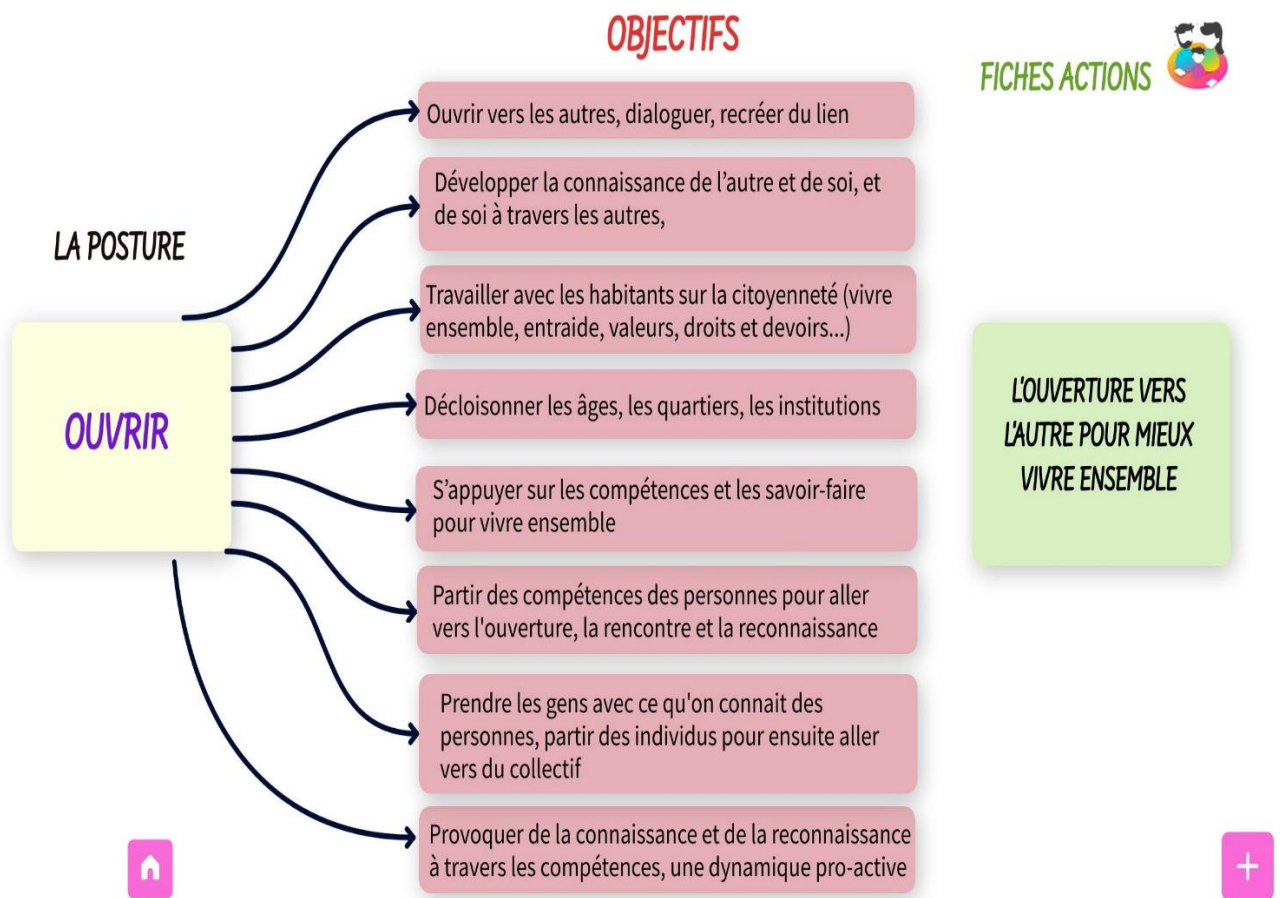 OBJECTIFS
FICHES ACTIONS
LA POSTURE
OUVRIR
Ouvrir vers les autres, dialoguer, recréer du lien
Développer la connaissance de l'autre et de soi, et
de soi à travers les autres,
Travailler avec les habitants sur la citoyenneté (vivre
ensemble, entraide, valeurs, droits et devoirs...)
Décloisonner les âges, les quartiers, les institutions
S'appuyer sur les compétences et les savoir-faire
pour vivre ensemble
Partir des compétences des personnes pour aller
vers l'ouverture, la rencontre et la reconnaissance
Prendre les gens avec ce qu'on connait des
personnes, partir des individus pour ensuite aller
vers du collectif
Provoquer de la connaissance et de la reconnaissance
à travers les compétences, une dynamique pro-active
L'OUVERTURE VERS
L'AUTRE POUR MIEUX
VIVRE ENSEMBLE